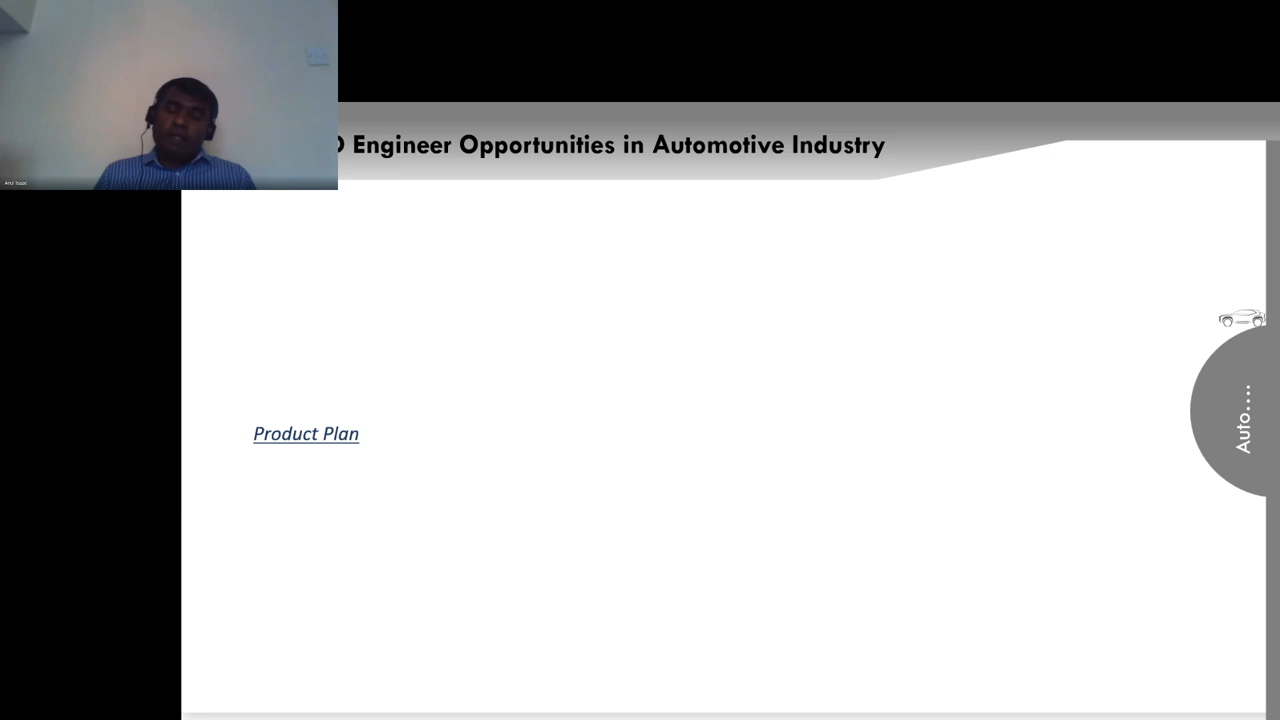 Engineer Opportunities in Automotive Industry
Product Plan
Auto....